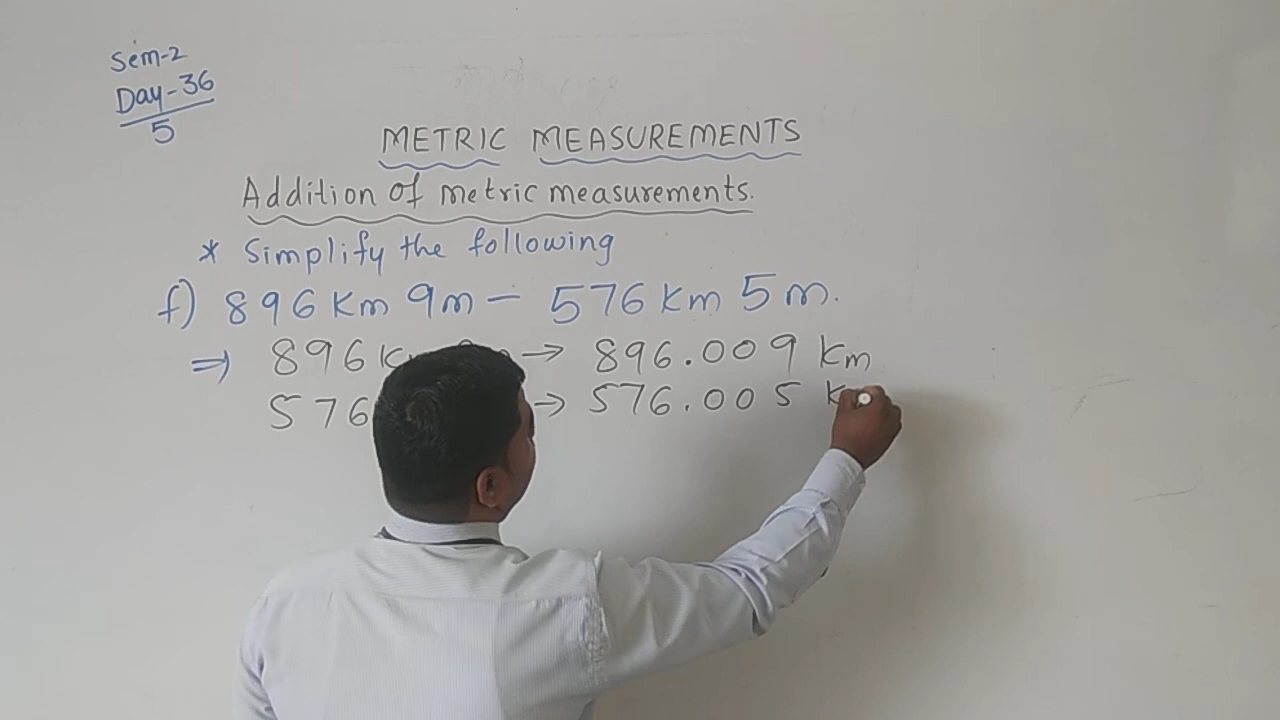 Sem-2
Day-36
5
METRIC MEASUREMENTS
Addition of metric measurements.
* Simplify the following
f) 896 Km 9m - 576 Km 5m.
⇒ 896 → 896.009 Km
576 → 576.005